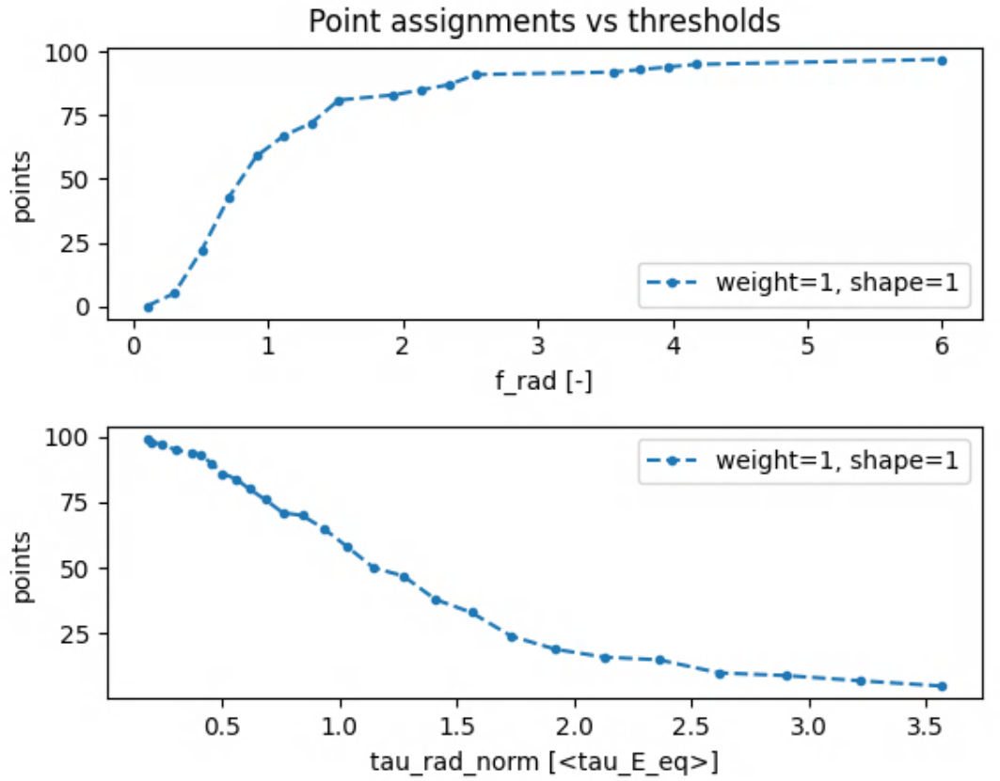 Point assignments vs thresholds
100
75
50
25
0
points
weight=1, shape=1
0 1 2 3 4 5 6
f_rad [-]
100
75
50
25
points
weight=1, shape=1
0.5 1.0 1.5 2.0 2.5 3.0 3.5
tau_rad_norm [<tau_E_eq>]